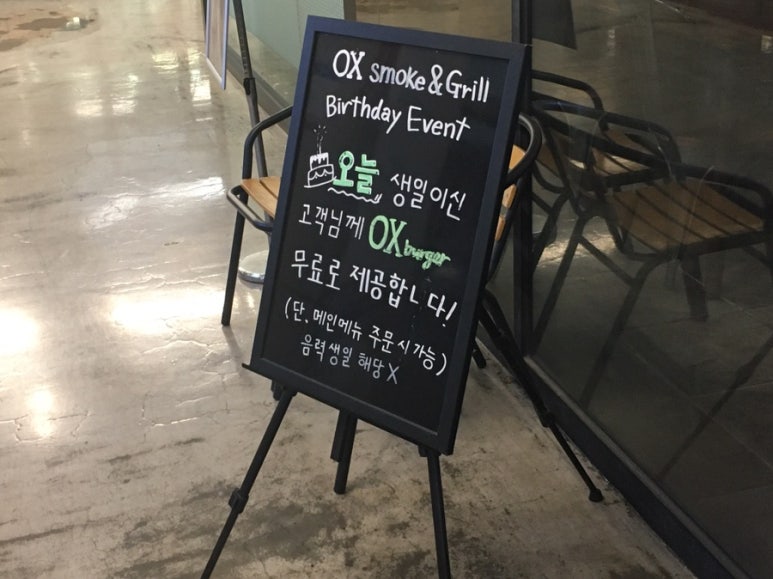 OX smoke & Grill
Birthday Event
오늘 생일이신
고객님께 OX burger
무료로 제공합니다!
(단, 메인메뉴 주문 시 가능)
음력생일 해당 X